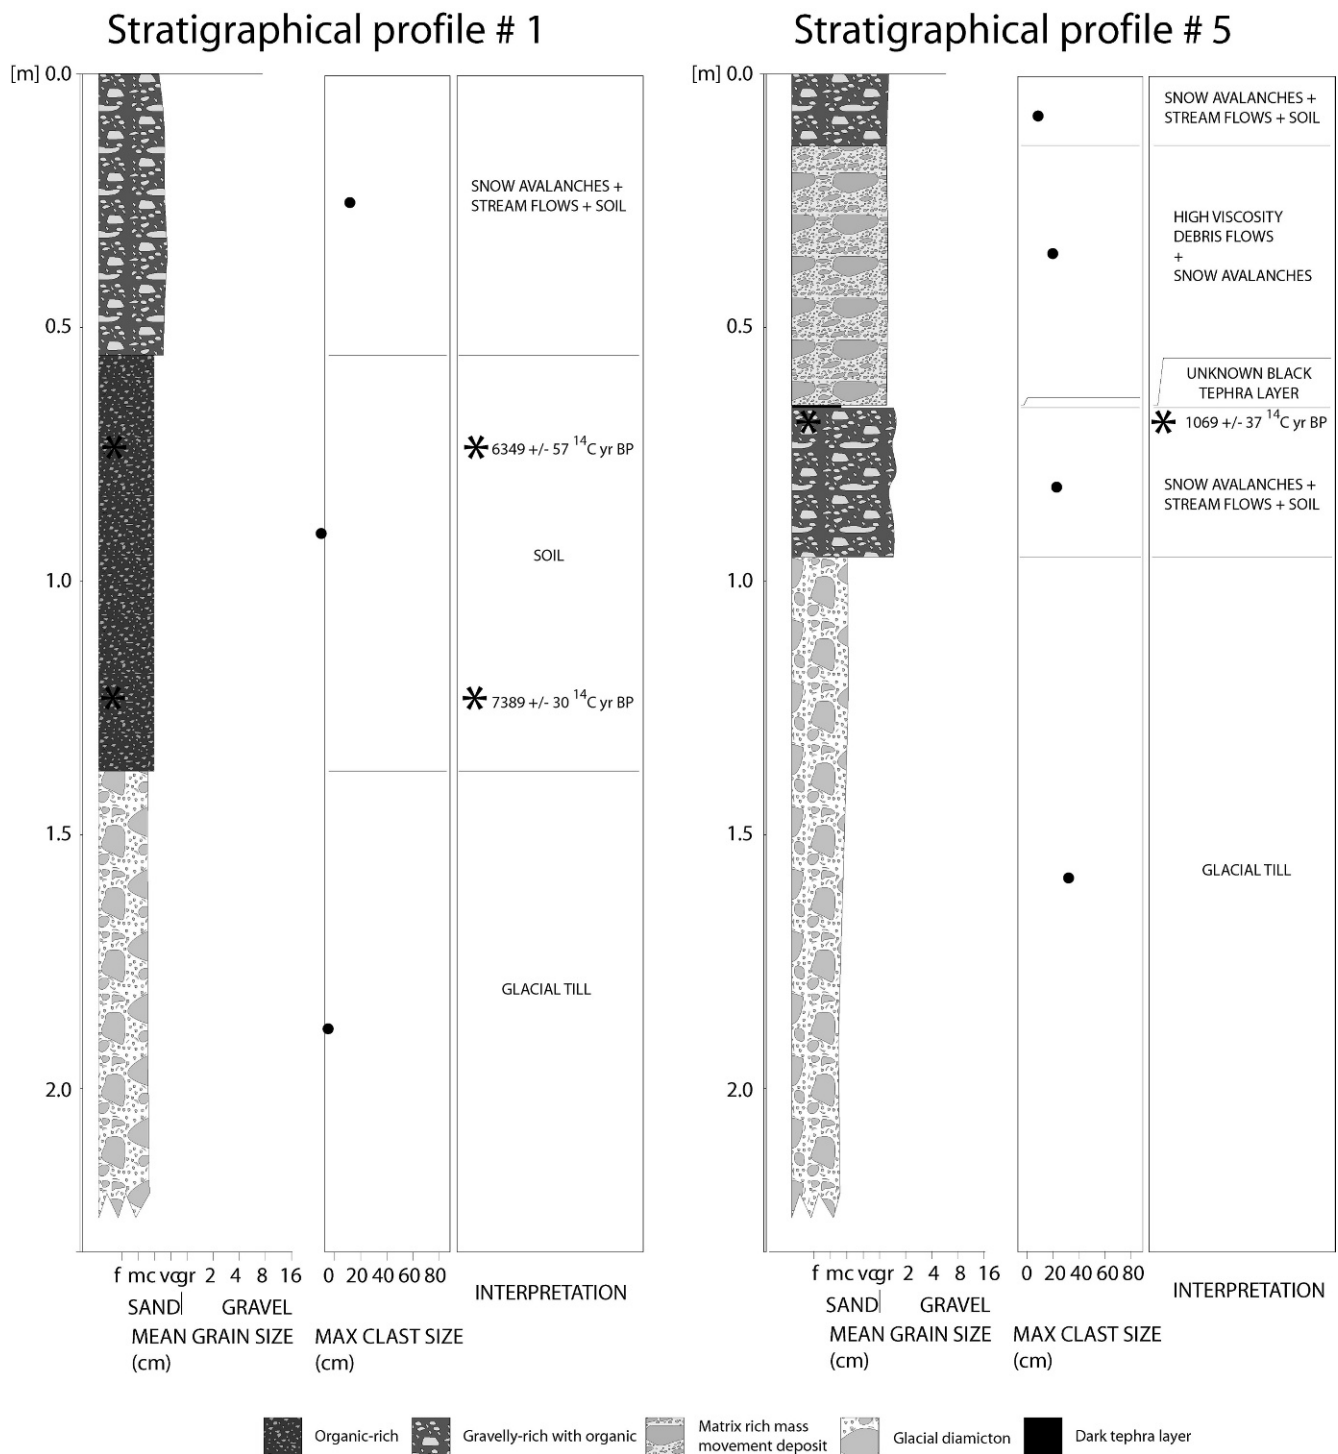 Stratigraphical profile # 1
[m] 0.0
0.5
1.0
1.5
2.0
SNOW AVALANCHES +
STREAM FLOWS + SOIL
6349 +/- 57 14C yr BP
SOIL
7389 +/- 30 14C yr BP
GLACIAL TILL
f mc vcgr 2 4 8 16
SAND GRAVEL
MEAN GRAIN SIZE
(cm)
0 20 40 60 80
MAX CLAST SIZE
(cm)
INTERPRETATION
Stratigraphical profile # 5
[m] 0.0
0.5
1.0
1.5
2.0
SNOW AVALANCHES +
STREAM FLOWS + SOIL
HIGH VISCOSITY
DEBRIS FLOWS
+
SNOW AVALANCHES
UNKNOWN BLACK
TEPHRA LAYER
1069 +/- 37 14C yr BP
SNOW AVALANCHES +
STREAM FLOWS + SOIL
GLACIAL TILL
f mc vcgr 2 4 8 16
SAND GRAVEL
MEAN GRAIN SIZE
(cm)
0 20 40 60 80
MAX CLAST SIZE
(cm)
INTERPRETATION
Organic-rich
Gravelly-rich with organic
Matrix rich mass
movement deposit
Glacial diamicton
Dark tephra layer